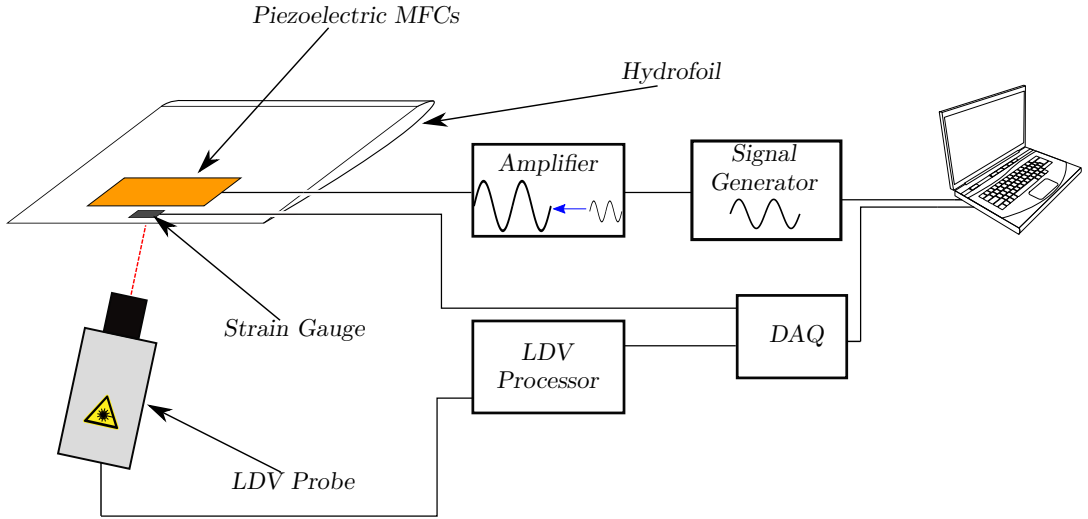 Piezoelectric MFCs
Hydrofoil
Amplifier
Signal
Generator
Strain Gauge
DAQ
LDV
Processor
LDV Probe